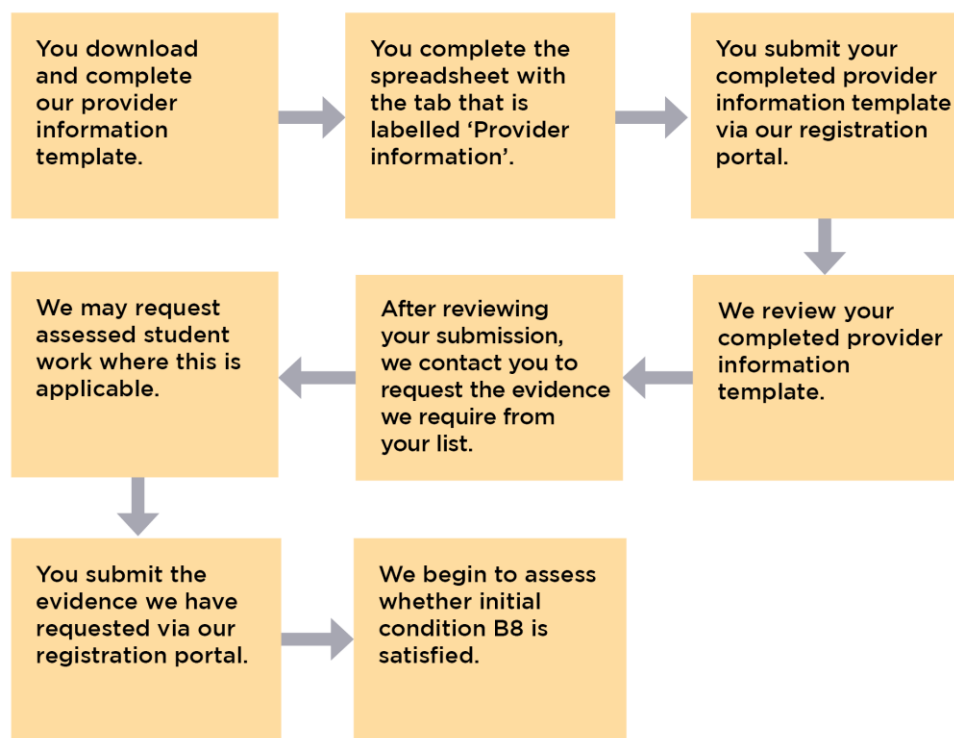 You download
and complete
our provider
information
template.
You complete the
spreadsheet with
the tab that is
labelled ‘Provider
information’.
You submit your
completed provider
information template
via our registration
portal.
We review your
completed provider
information
template.
After reviewing
your submission,
we contact you to
request the evidence
we require from
your list.
We may request
assessed student
work where this is
applicable.
You submit the
evidence we have
requested via our
registration portal.
We begin to assess
whether initial
condition B8 is
satisfied.